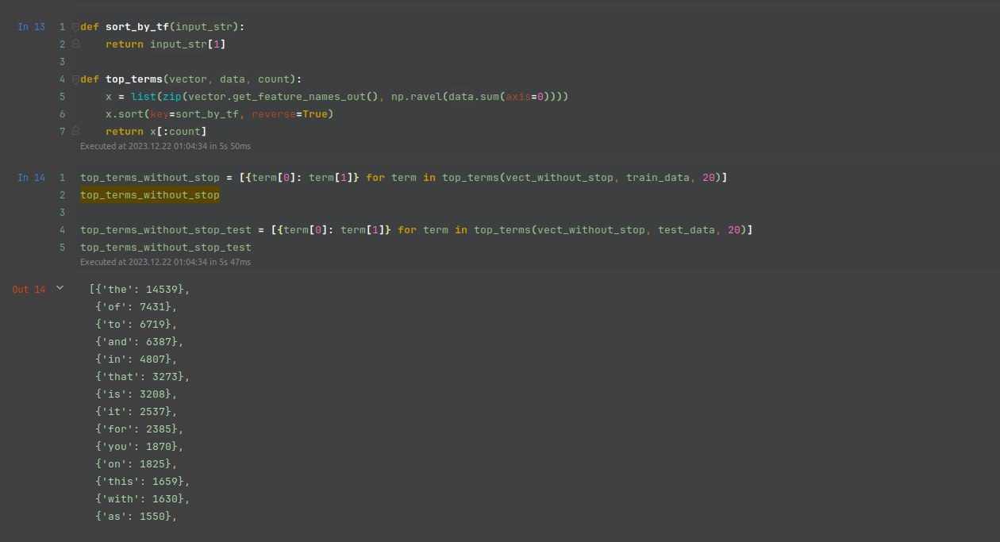 In 13 1 def sort_by_tf(input_str):
2 return input_str[1]
3
4 def top_terms(vector, data, count):
5 x = list(zip(vector.get_feature_names_out(), np.ravel(data.sum(axis=0))))
6 x.sort(key=sort_by_tf, reverse=True)
7 return x[:count]
Executed at 2023.12.22 01:04:34 in 5s 50ms
In 14 1 top_terms_without_stop = [{term[0]: term[1]} for term in top_terms(vect_without_stop, train_data, 20)]
2 top_terms_without_stop
3
4 top_terms_without_stop_test = [{term[0]: term[1]} for term in top_terms(vect_without_stop, test_data, 20)]
5 top_terms_without_stop_test
Executed at 2023.12.22 01:04:34 in 5s 47ms
Out 14 [{'the': 14539},
{'of': 7431},
{'to': 6719},
{'and': 6387},
{'in': 4807},
{'that': 3273},
{'is': 3208},
{'it': 2537},
{'for': 2385},
{'you': 1870},
{'on': 1825},
{'this': 1659},
{'with': 1630},
{'as': 1550},